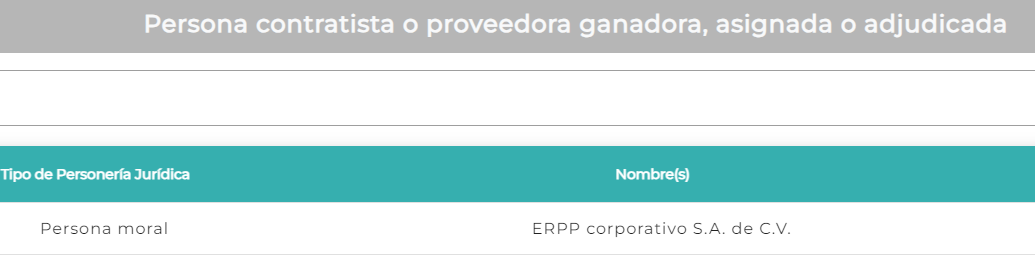 Persona contratista o proveedora ganadora, asignada o adjudicada
Tipo de Personería Jurídica Nombre(s)
Persona moral ERPP corporativo S.A. de C.V.